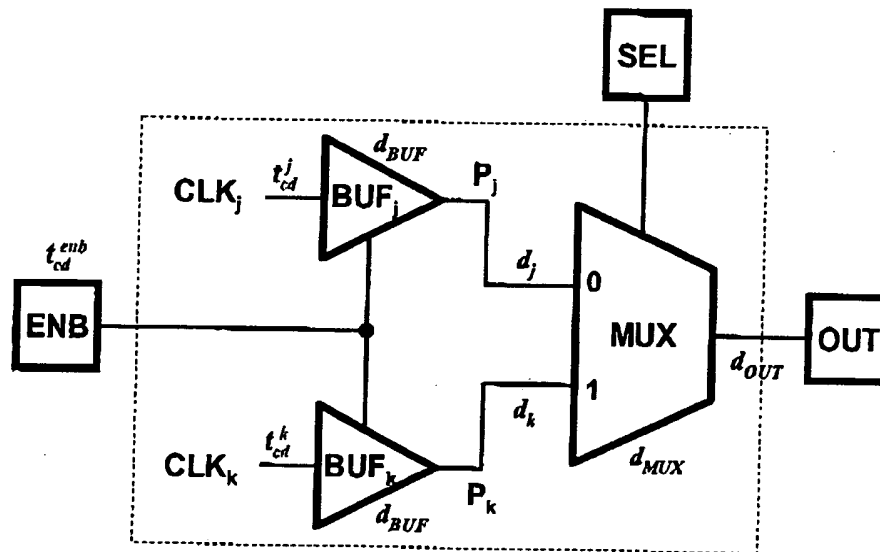 SEL
d_BUF
CLK_j
t_cd^j
BUF_j
P_j
t_cd^enb
ENB
d_j
0
MUX
OUT
d_OUT
1
d_k
CLK_k
t_cd^k
BUF_k
P_k
d_BUF
d_MUX